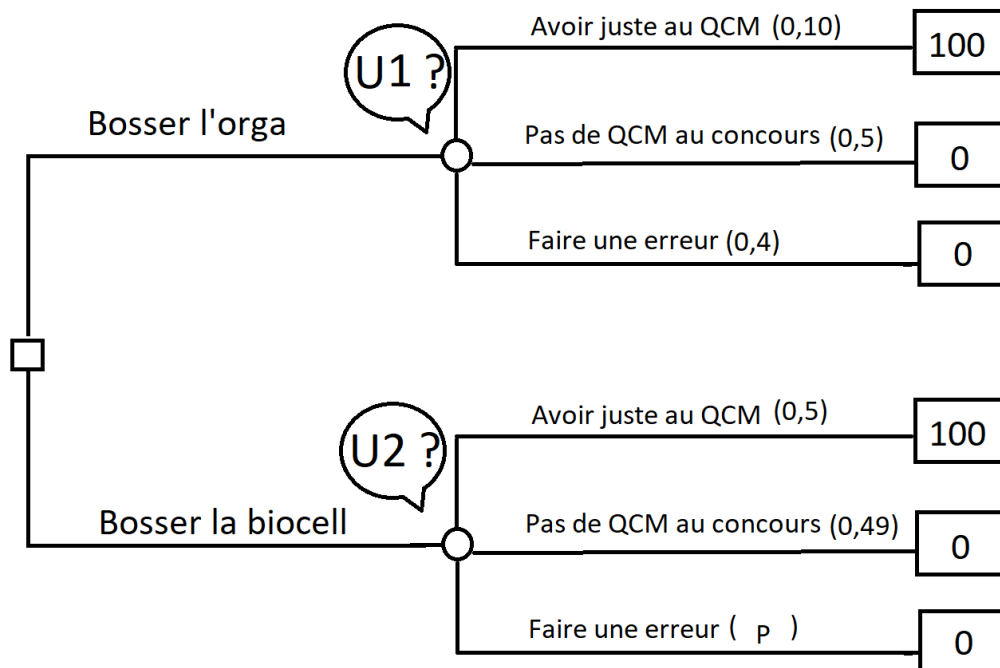 Avoir juste au QCM (0,10)
100
U1 ?
Bosser l'orga
Pas de QCM au concours (0,5)
0
Faire une erreur (0,4)
0
Avoir juste au QCM (0,5)
100
U2 ?
Bosser la biocell
Pas de QCM au concours (0,49)
0
Faire une erreur ( P )
0